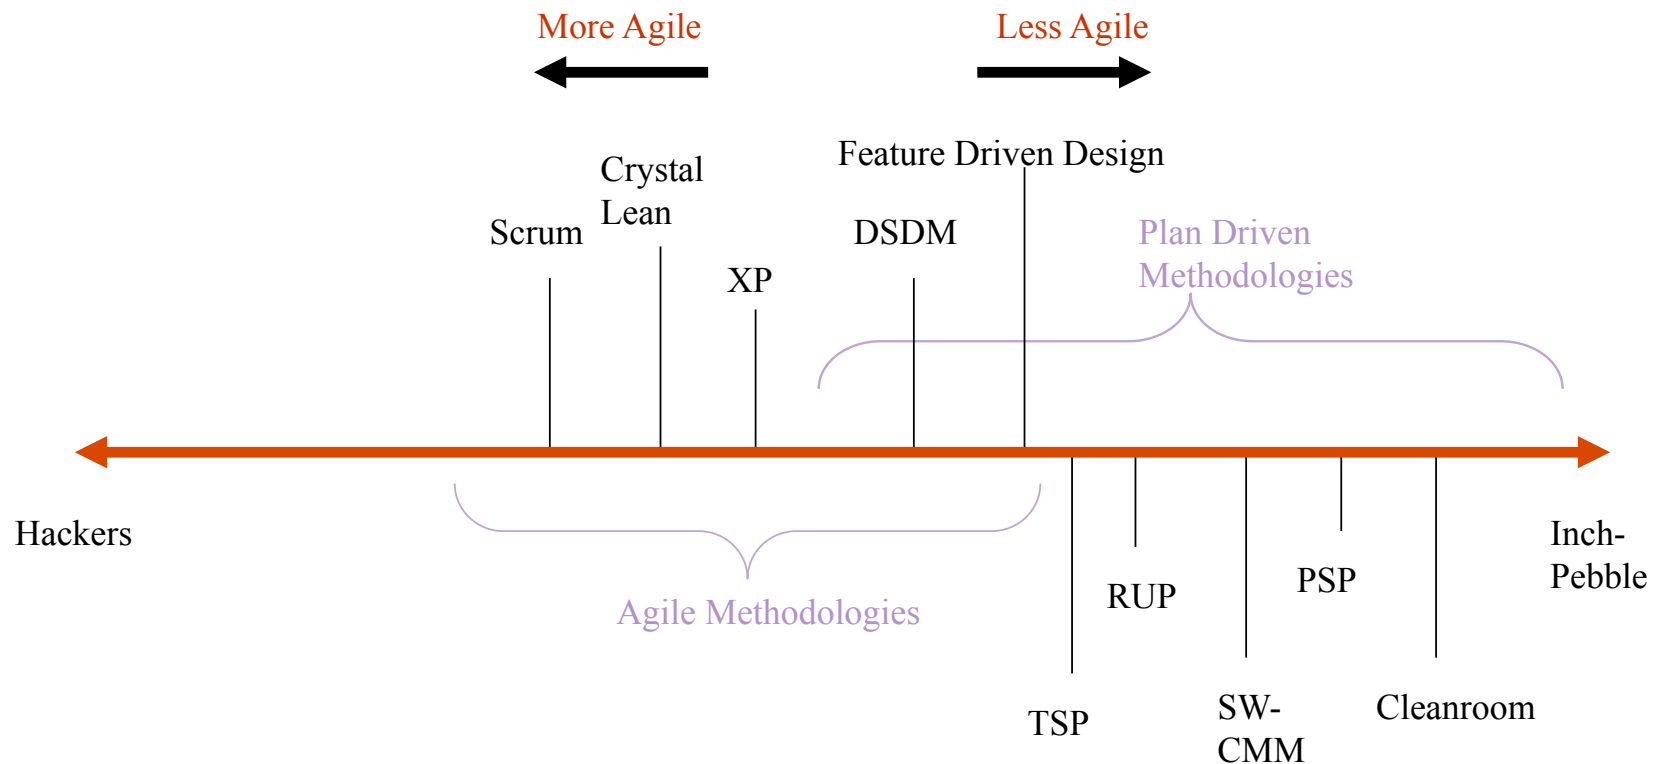 More Agile
Less Agile
Feature Driven Design
Crystal
Lean
Scrum
DSDM
Plan Driven
Methodologies
XP
Hackers
Inch-
Pebble
Agile Methodologies
RUP
PSP
TSP
SW-
CMM
Cleanroom